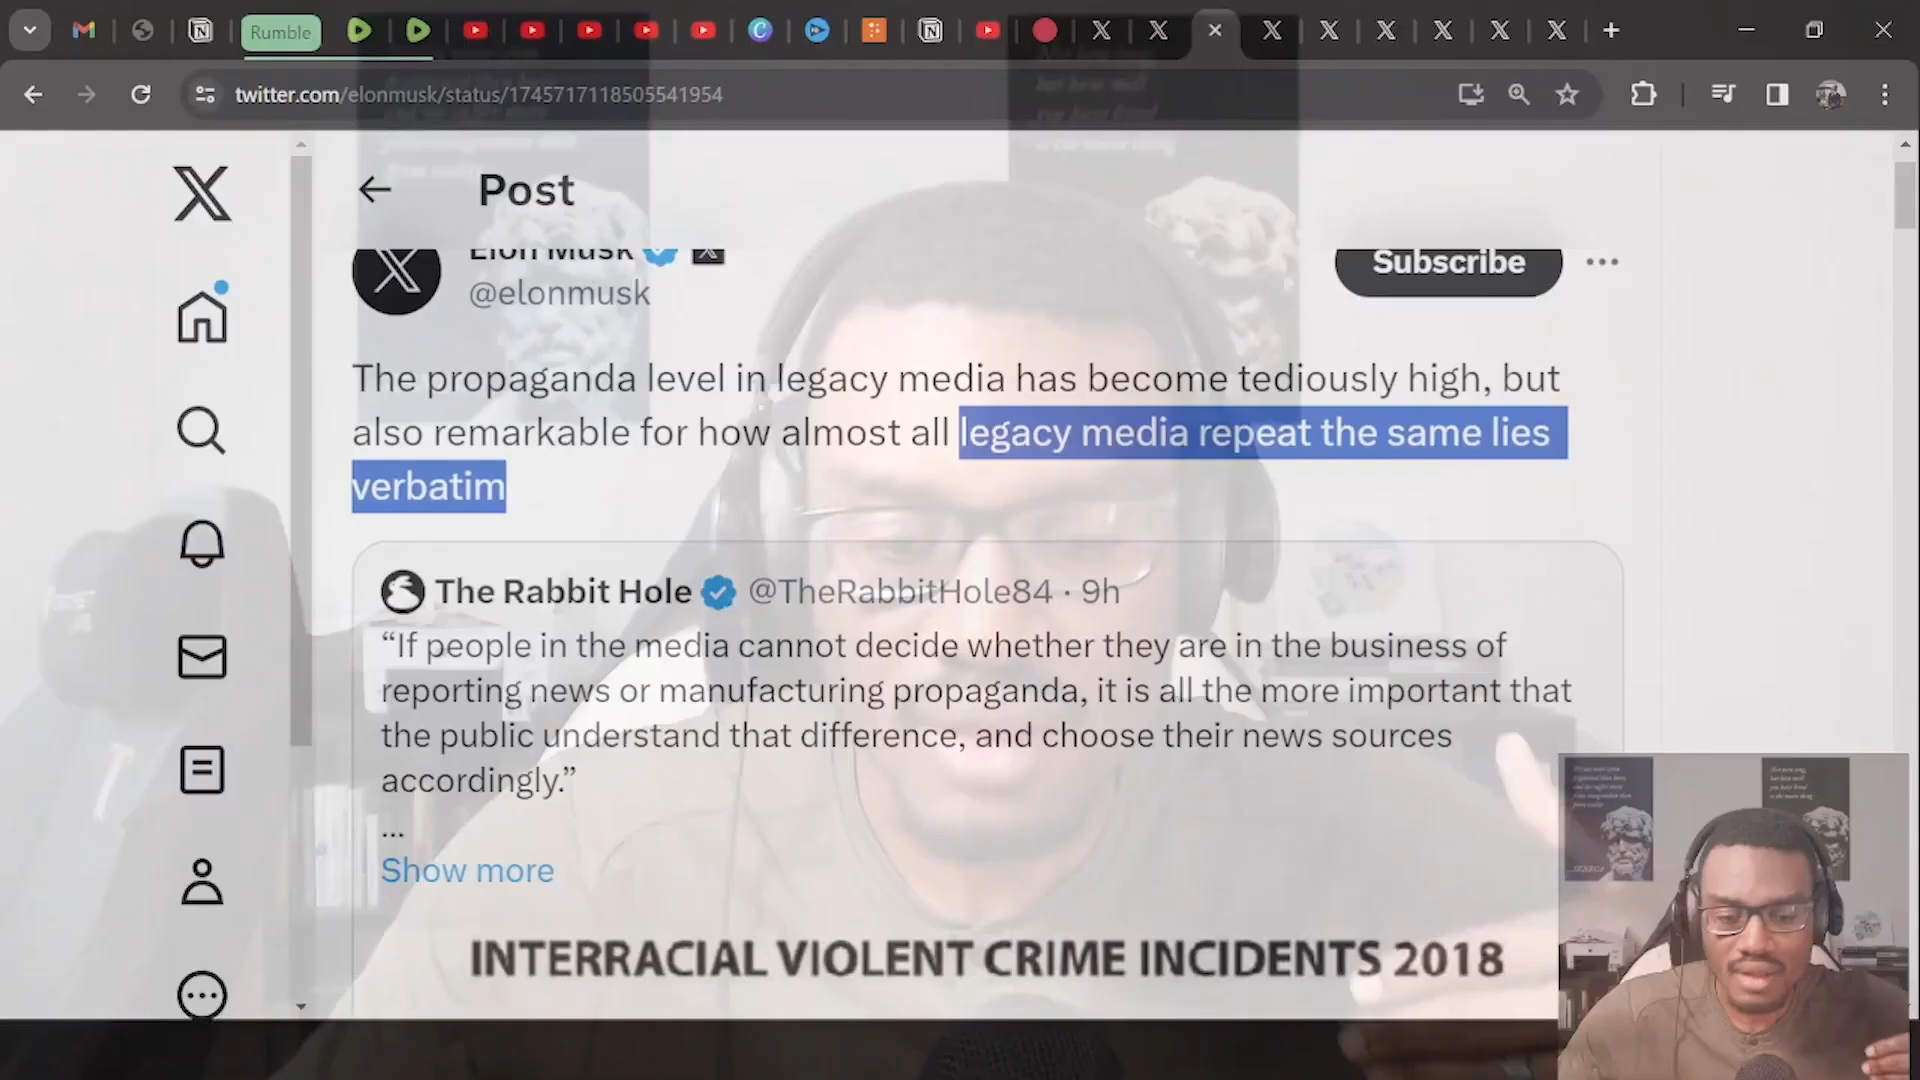 Rumble
twitter.com/elonmusk/status/1745717118505541954
Post
Elon Musk
@elonmusk
Subscribe
The propaganda level in legacy media has become tediously high, but
also remarkable for how almost all legacy media repeat the same lies
verbatim
The Rabbit Hole @TheRabbitHole84 · 9h
“If people in the media cannot decide whether they are in the business of
reporting news or manufacturing propaganda, it is all the more important that
the public understand that difference, and choose their news sources
accordingly.”
...
Show more
INTERRACIAL VIOLENT CRIME INCIDENTS 2018